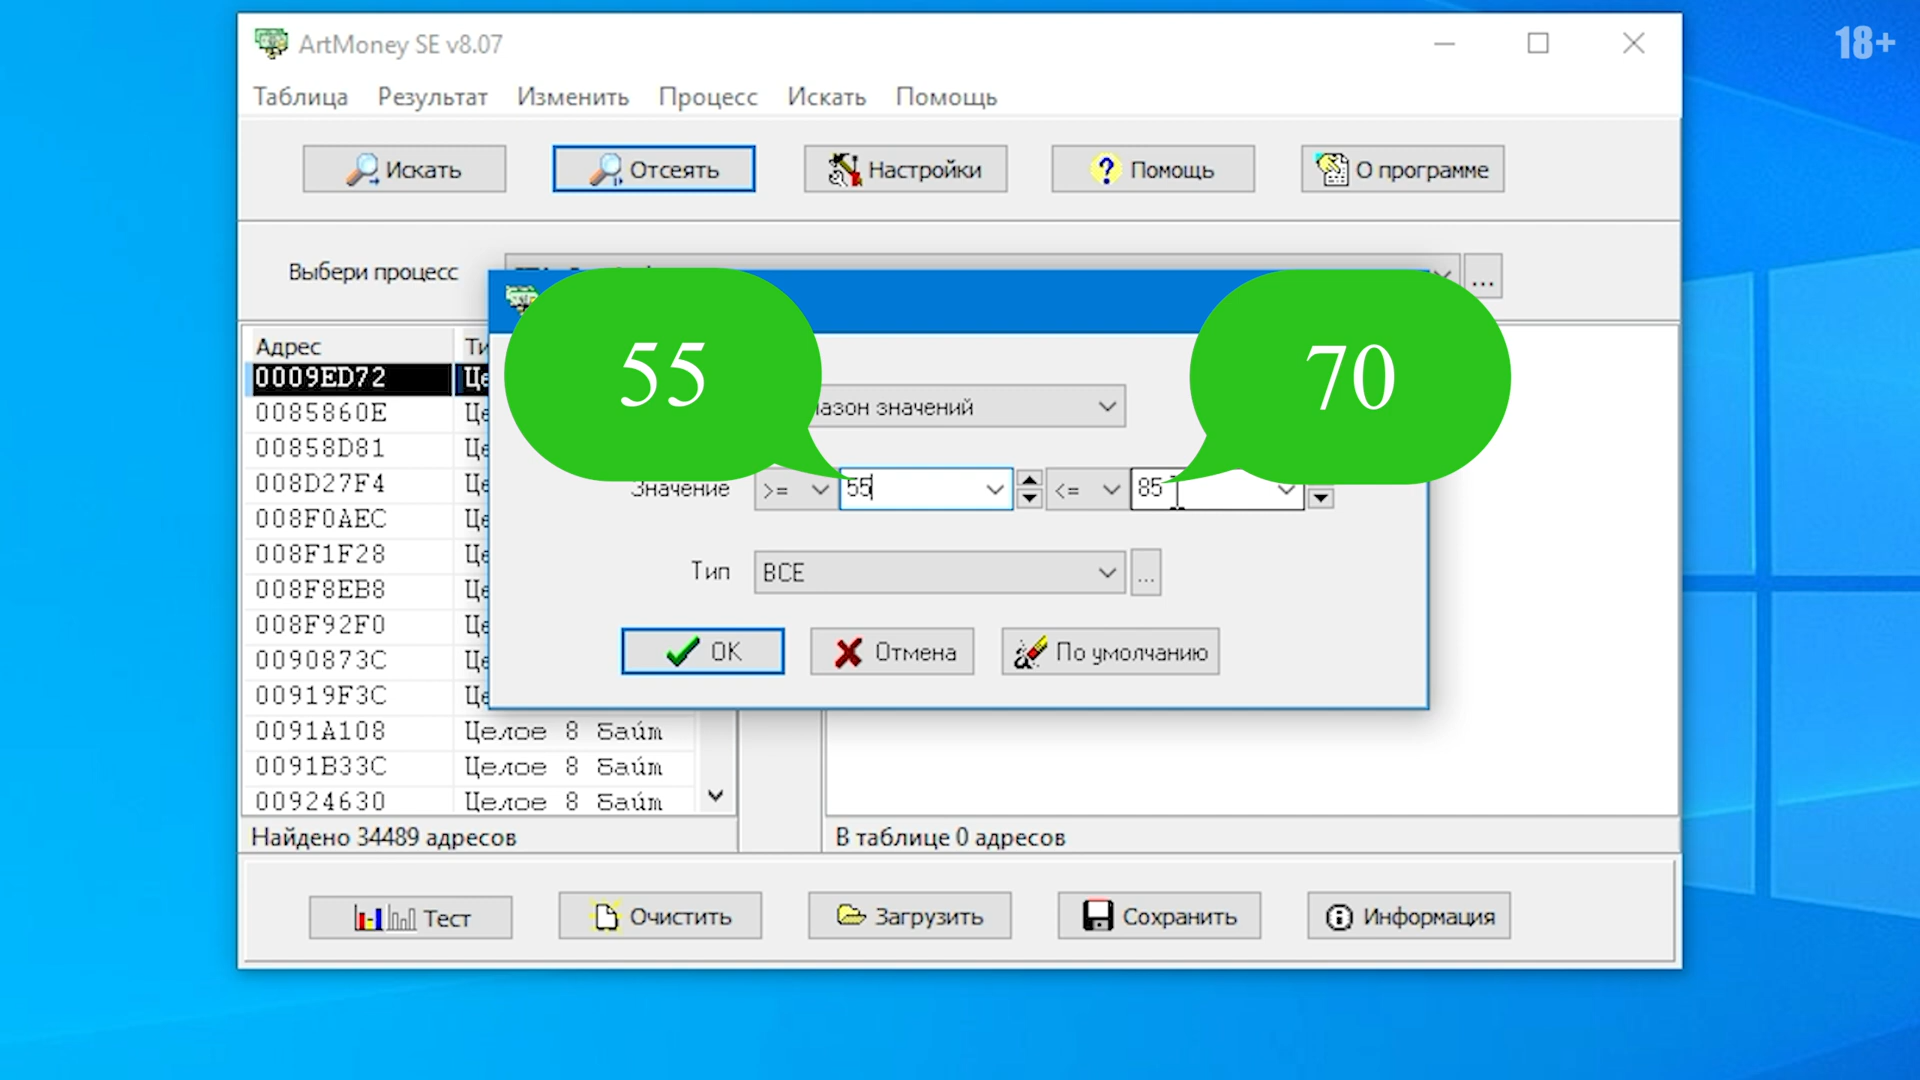 18+
ArtMoney SE v8.07
Таблица Результат Изменить Процесс Искать Помощь
Искать Отсеять Настройки Помощь О программе
Выбери процесс
...
55
70
Адрес
0009ED72
0085860E
00858D81
008D27F4
008F0AEC
008F1F28
008F8EB8
008F92F0
0090873C
00919F3C
0091A108 Целое 8 Байт
0091B33C Целое 8 Байт
00924630 Целое 8 Байт
значений
Значение >= 55 <= 85
Тип ВСЕ ...
OK Отмена По умолчанию
Найдено 34489 адресов
В таблице 0 адресов
Тест Очистить Загрузить Сохранить Информация